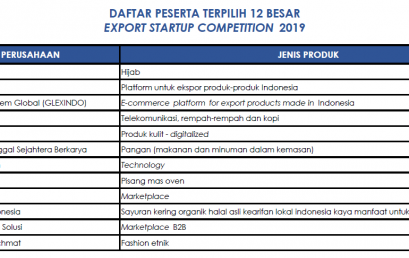 DAFTAR PESERTA TERPILIH 12 BESAR
EXPORT STARTUP COMPETITION 2019
PERUSAHAAN JENIS PRODUK
Hijab
Platform untuk ekspor produk-produk Indonesia
em Global (GLEXINDO) E-commerce platform for export products made in Indonesia
Telekomunikasi, rempah-rempah dan kopi
Produk kulit - digitalized
ggal Sejahtera Berkarya Pangan (makanan dan minuman dalam kemasan)
Technology
Pisang mas oven
Marketplace
onesia Sayuran kering organik halal asli kearifan lokal Indonesia kaya manfaat untuk
Solusi Marketplace B2B
chmat Fashion etnik